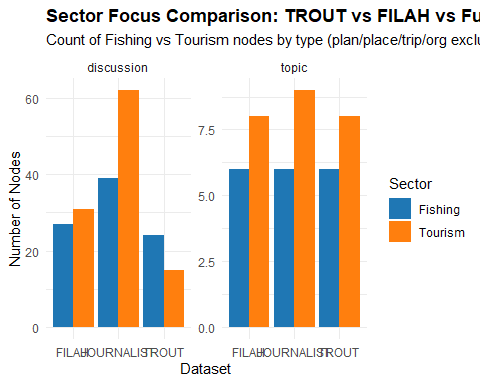 Sector Focus Comparison: TROUT vs FILAH vs Fu
Count of Fishing vs Tourism nodes by type (plan/place/trip/org exclu
discussion
topic
60
40
20
0
7.5
5.0
2.5
0.0
Number of Nodes
FILAH JOURNALIST TROUT
FILAH JOURNALIST TROUT
Dataset
Sector
Fishing
Tourism